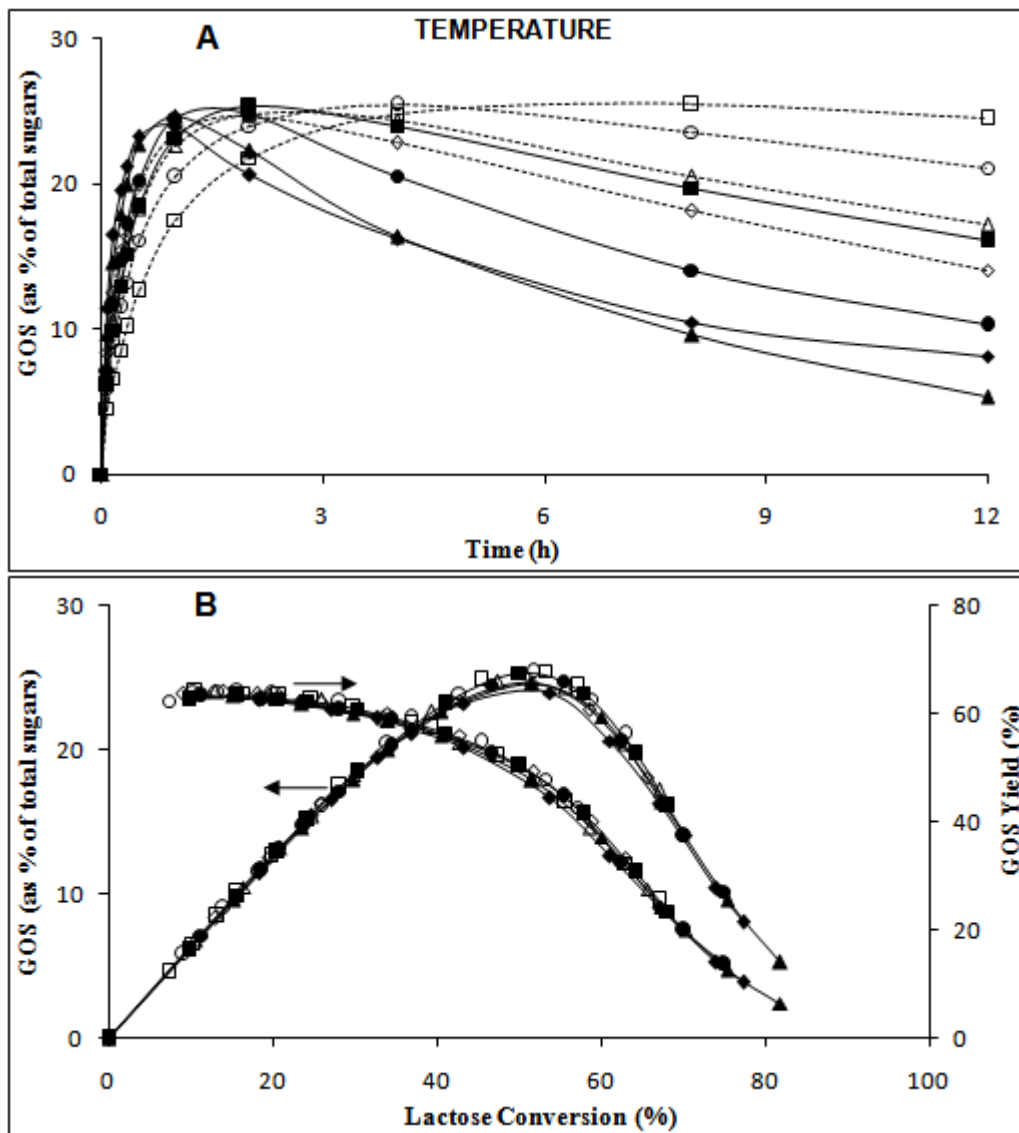 A
TEMPERATURE
GOS (as % of total sugars)
30
20
10
0
0 3 6 9 12
Time (h)
B
GOS (as % of total sugars)
30
20
10
0
80
60
40
20
0
GOS Yield (%)
0 20 40 60 80 100
Lactose Conversion (%)